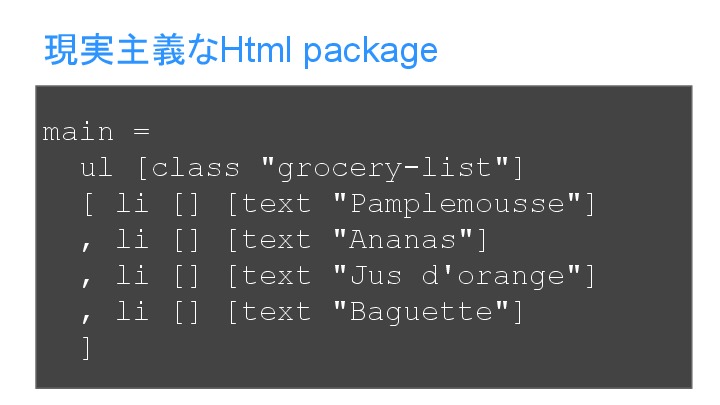 現実主義なHtml package
main =
  ul [class "grocery-list"]
  [ li [] [text "Pamplemousse"]
  , li [] [text "Ananas"]
  , li [] [text "Jus d'orange"]
  , li [] [text "Baguette"]
  ]